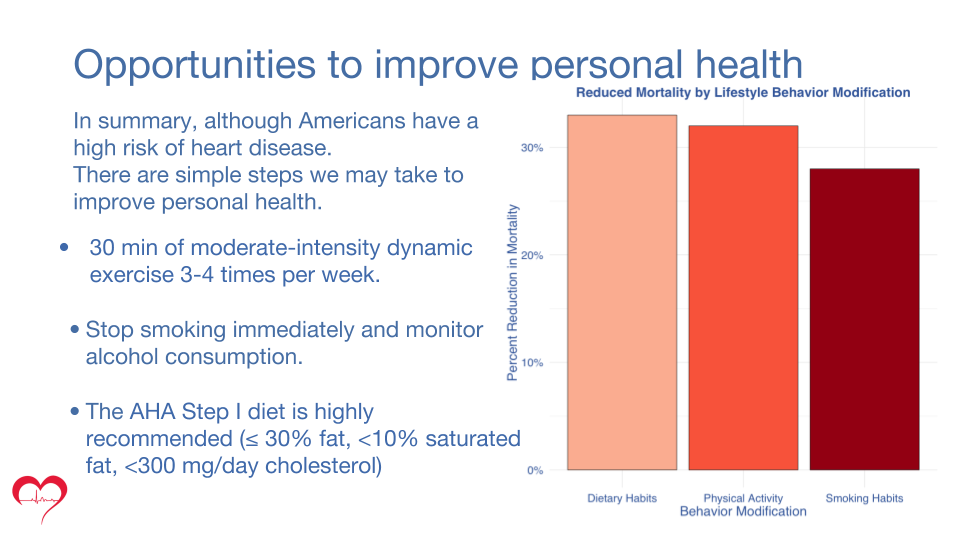 Opportunities to improve personal health
In summary, although Americans have a
high risk of heart disease.
There are simple steps we may take to
improve personal health.
• 30 min of moderate-intensity dynamic
exercise 3-4 times per week.
• Stop smoking immediately and monitor
alcohol consumption.
• The AHA Step I diet is highly
recommended (≤ 30% fat, <10% saturated
fat, <300 mg/day cholesterol)
Reduced Mortality by Lifestyle Behavior Modification
Percent Reduction in Mortality
30%
20%
10%
0%
Dietary Habits
Physical Activity
Smoking Habits
Behavior Modification